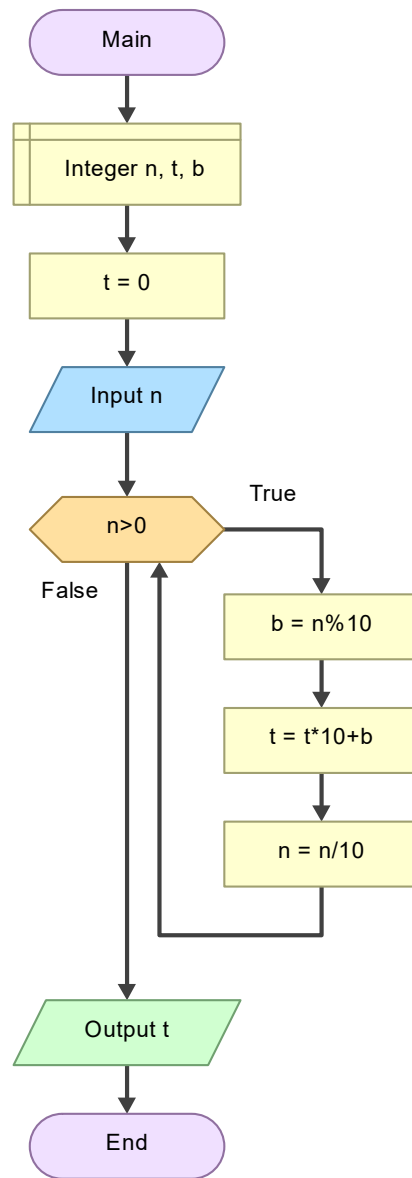 Main
Integer n, t, b
t = 0
Input n
n>0
True
False
b = n%10
t = t*10+b
n = n/10
Output t
End